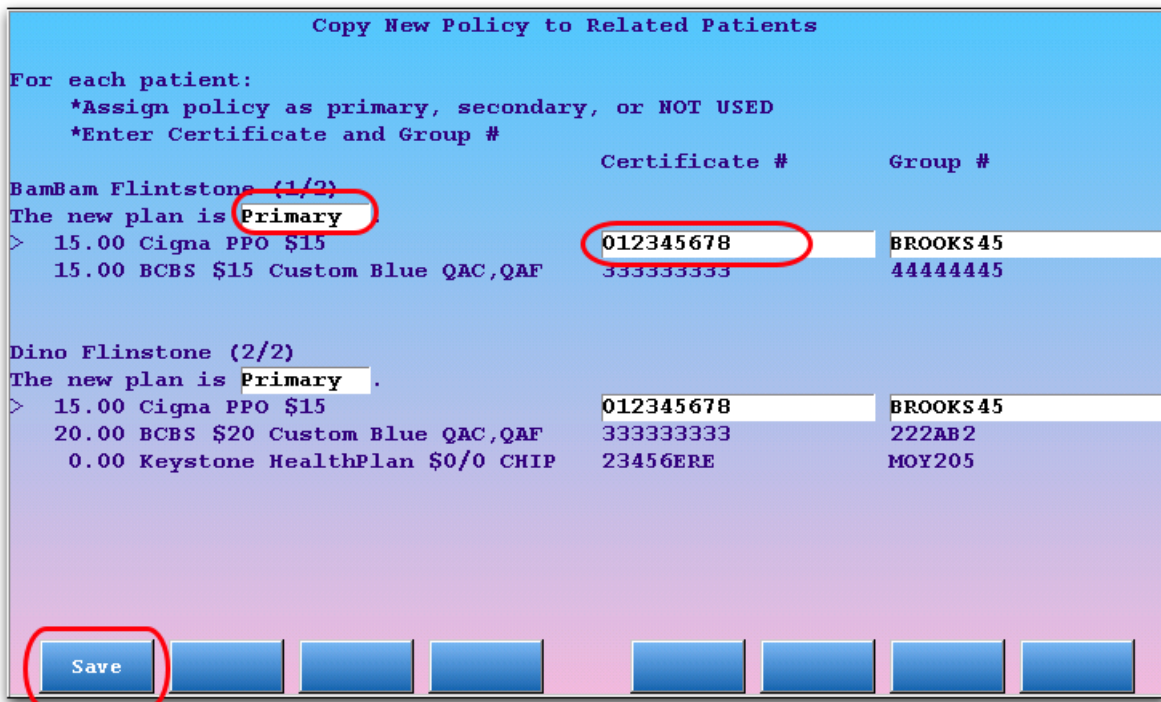 Copy New Policy to Related Patients
For each patient:
*Assign policy as primary, secondary, or NOT USED
*Enter Certificate and Group #
Certificate # Group #
BamBam Flintstone (1/2)
The new plan is Primary .
> 15.00 Cigna PPO $15 012345678 BROOKS45
15.00 BCBS $15 Custom Blue QAC,QAF 333333333 44444445
Dino Flinstone (2/2)
The new plan is Primary .
> 15.00 Cigna PPO $15 012345678 BROOKS45
20.00 BCBS $20 Custom Blue QAC,QAF 333333333 222AB2
0.00 Keystone HealthPlan $0/0 CHIP 23456ERE MOY205
Save